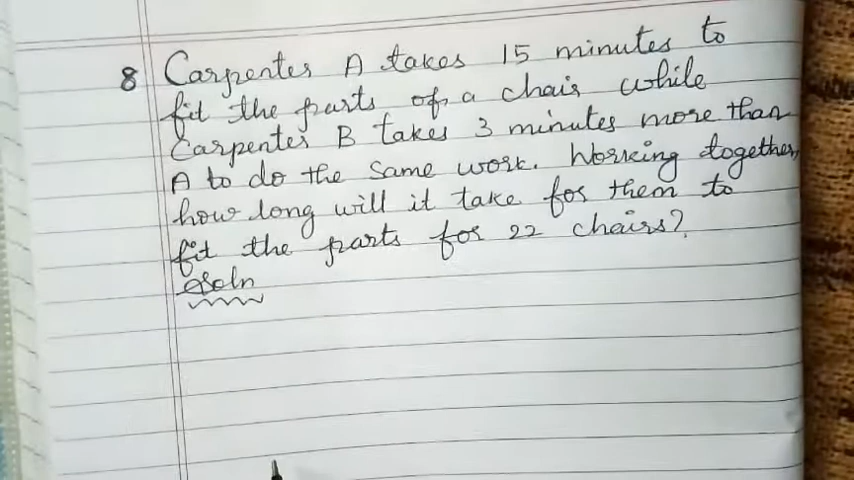 8 Carpenter A takes 15 minutes to
fit the parts of a chair while
Carpenter B takes 3 minutes more than
A to do the same work. Working together,
how long will it take for them to
fit the parts for 22 chairs?
Soln